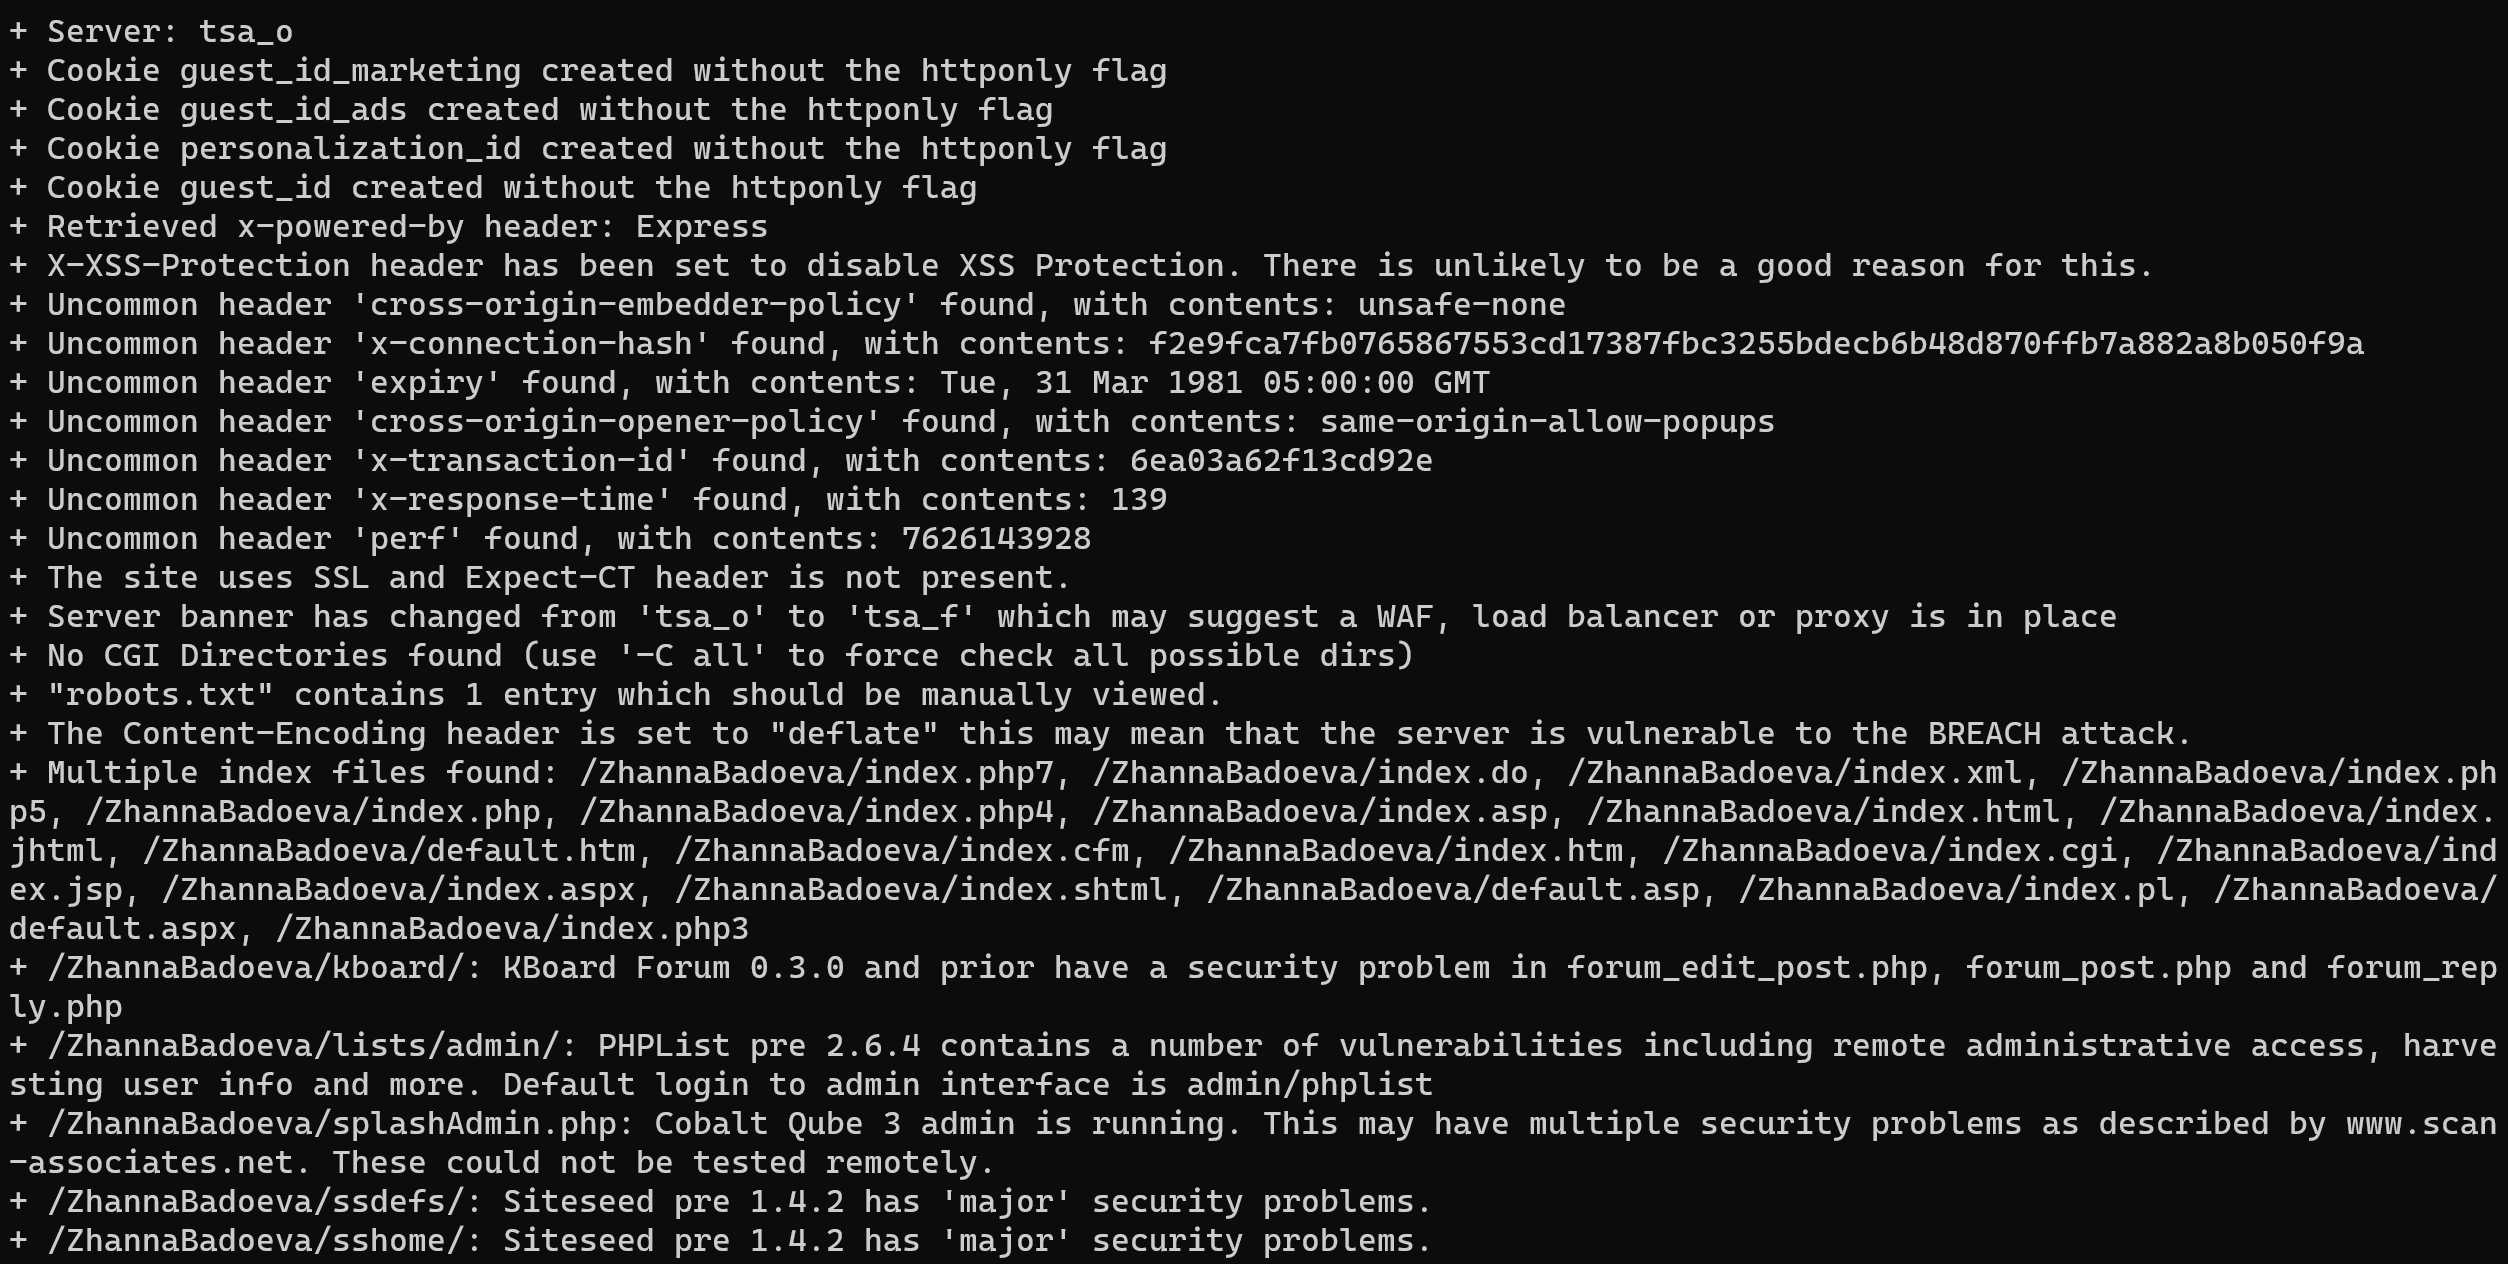 + Server: tsa_o
+ Cookie guest_id_marketing created without the httponly flag
+ Cookie guest_id_ads created without the httponly flag
+ Cookie personalization_id created without the httponly flag
+ Cookie guest_id created without the httponly flag
+ Retrieved x-powered-by header: Express
+ X-XSS-Protection header has been set to disable XSS Protection. There is unlikely to be a good reason for this.
+ Uncommon header 'cross-origin-embedder-policy' found, with contents: unsafe-none
+ Uncommon header 'x-connection-hash' found, with contents: f2e9fca7fb0765867553cd17387fbc3255bdecb6b48d870ffb7a882a8b050f9a
+ Uncommon header 'expiry' found, with contents: Tue, 31 Mar 1981 05:00:00 GMT
+ Uncommon header 'cross-origin-opener-policy' found, with contents: same-origin-allow-popups
+ Uncommon header 'x-transaction-id' found, with contents: 6ea03a62f13cd92e
+ Uncommon header 'x-response-time' found, with contents: 139
+ Uncommon header 'perf' found, with contents: 7626143928
+ The site uses SSL and Expect-CT header is not present.
+ Server banner has changed from 'tsa_o' to 'tsa_f' which may suggest a WAF, load balancer or proxy is in place
+ No CGI Directories found (use '-C all' to force check all possible dirs)
+ "robots.txt" contains 1 entry which should be manually viewed.
+ The Content-Encoding header is set to "deflate" this may mean that the server is vulnerable to the BREACH attack.
+ Multiple index files found: /ZhannaBadoeva/index.php7, /ZhannaBadoeva/index.do, /ZhannaBadoeva/index.xml, /ZhannaBadoeva/index.ph
p5, /ZhannaBadoeva/index.php, /ZhannaBadoeva/index.php4, /ZhannaBadoeva/index.asp, /ZhannaBadoeva/index.html, /ZhannaBadoeva/index.
jhtml, /ZhannaBadoeva/default.htm, /ZhannaBadoeva/index.cfm, /ZhannaBadoeva/index.htm, /ZhannaBadoeva/index.cgi, /ZhannaBadoeva/ind
ex.jsp, /ZhannaBadoeva/index.aspx, /ZhannaBadoeva/index.shtml, /ZhannaBadoeva/default.asp, /ZhannaBadoeva/index.pl, /ZhannaBadoeva/
default.aspx, /ZhannaBadoeva/index.php3
+ /ZhannaBadoeva/kboard/: KBoard Forum 0.3.0 and prior have a security problem in forum_edit_post.php, forum_post.php and forum_rep
ly.php
+ /ZhannaBadoeva/lists/admin/: PHPList pre 2.6.4 contains a number of vulnerabilities including remote administrative access, harve
sting user info and more. Default login to admin interface is admin/phplist
+ /ZhannaBadoeva/splashAdmin.php: Cobalt Qube 3 admin is running. This may have multiple security problems as described by www.scan
-associates.net. These could not be tested remotely.
+ /ZhannaBadoeva/ssdefs/: Siteseed pre 1.4.2 has 'major' security problems.
+ /ZhannaBadoeva/sshome/: Siteseed pre 1.4.2 has 'major' security problems.